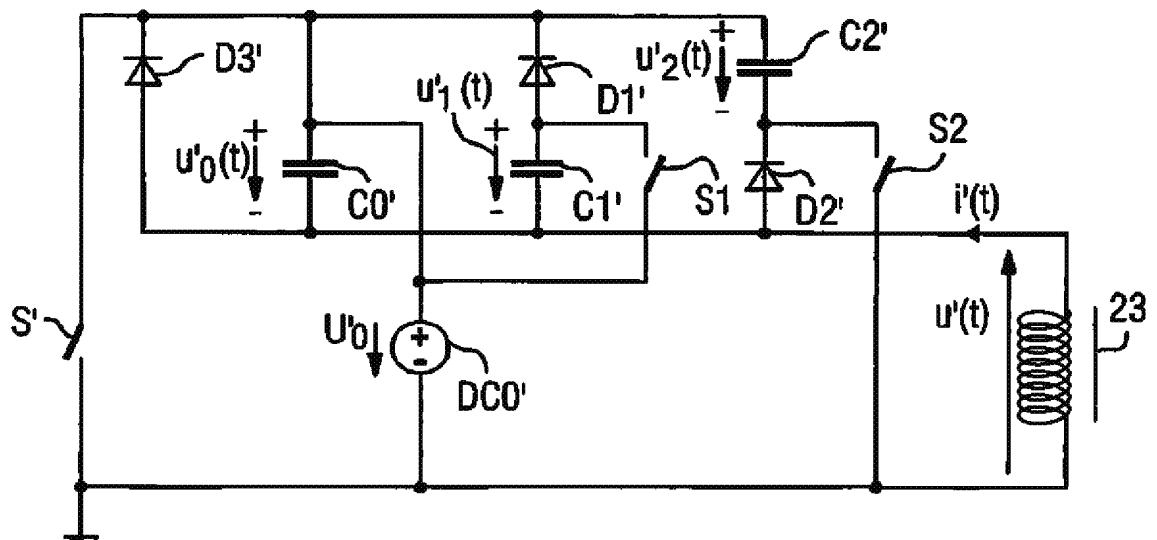 D3'
+
u'0(t)
-
C0'
u'1(t)
+
-
D1'
C1'
S1
+
u'2(t)
-
C2'
D2'
S2
i'(t)
u'(t)
23
S'
U'0
+
-
DC0'